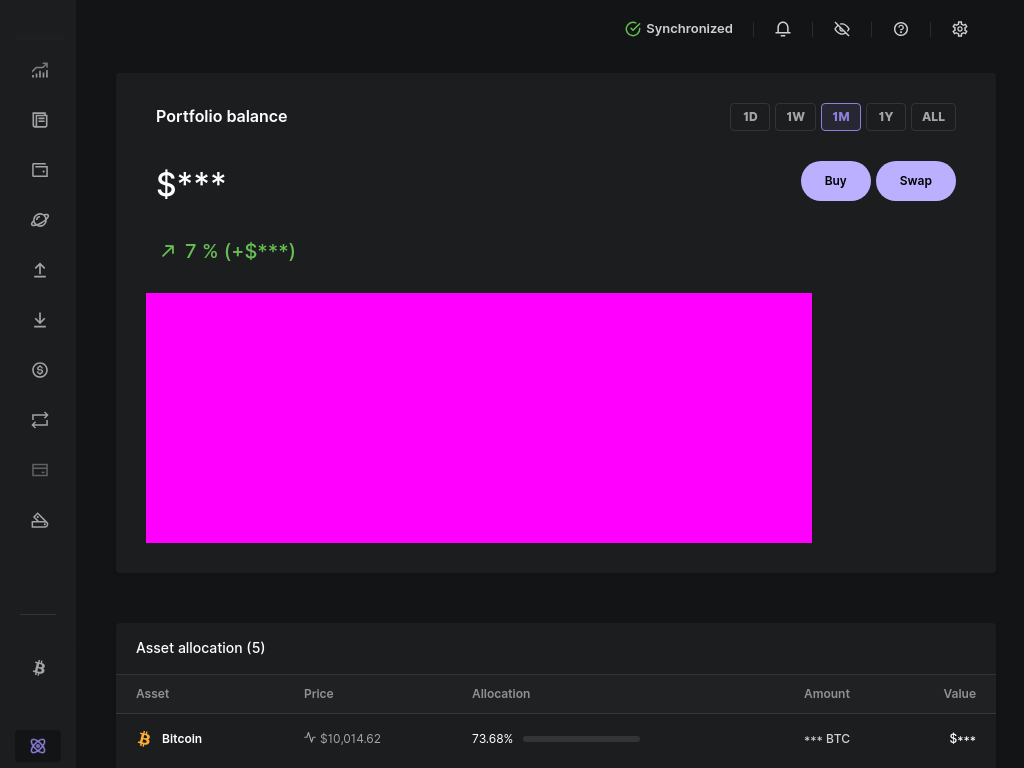 Synchronized
Portfolio balance
1D 1W 1M 1Y ALL
$***
Buy Swap
7 % (+$***)
Asset allocation (5)
Asset Price Allocation Amount Value
Bitcoin $10,014.62 73.68% *** BTC $***